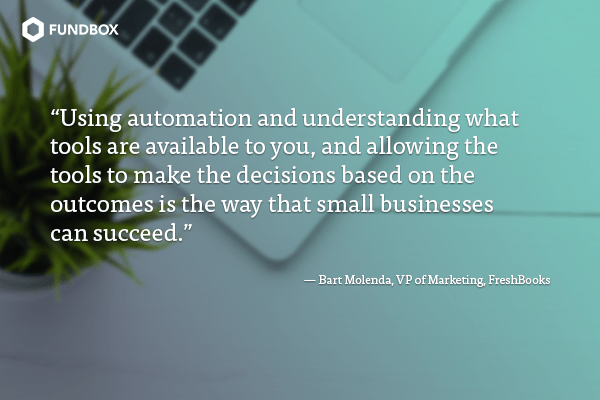 FUNDBOX
“Using automation and understanding what
tools are available to you, and allowing the
tools to make the decisions based on the
outcomes is the way that small businesses
can succeed.”
— Bart Molenda, VP of Marketing, FreshBooks